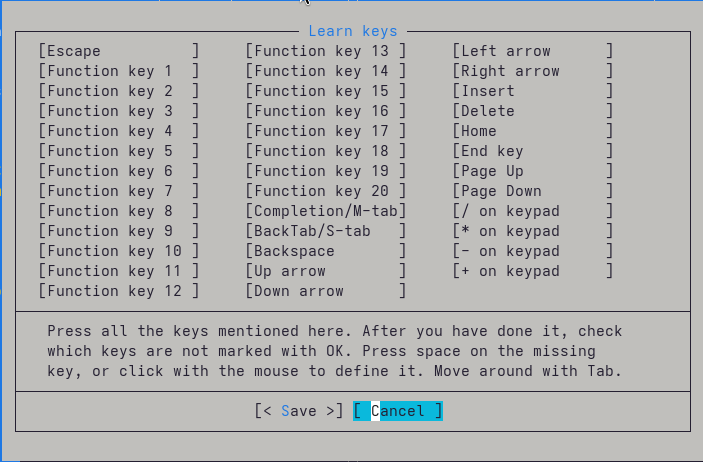 Learn keys
[Escape          ]     [Function key 13 ]     [Left arrow      ]
[Function key 1  ]     [Function key 14 ]     [Right arrow     ]
[Function key 2  ]     [Function key 15 ]     [Insert          ]
[Function key 3  ]     [Function key 16 ]     [Delete          ]
[Function key 4  ]     [Function key 17 ]     [Home            ]
[Function key 5  ]     [Function key 18 ]     [End key         ]
[Function key 6  ]     [Function key 19 ]     [Page Up         ]
[Function key 7  ]     [Function key 20 ]     [Page Down       ]
[Function key 8  ]     [Completion/M-tab]     [/ on keypad     ]
[Function key 9  ]     [BackTab/S-tab   ]     [* on keypad     ]
[Function key 10 ]     [Backspace       ]     [- on keypad     ]
[Function key 11 ]     [Up arrow        ]     [+ on keypad     ]
[Function key 12 ]     [Down arrow      ]
Press all the keys mentioned here. After you have done it, check
which keys are not marked with OK. Press space on the missing
key, or click with the mouse to define it. Move around with Tab.
[< Save >] [ Cancel ]